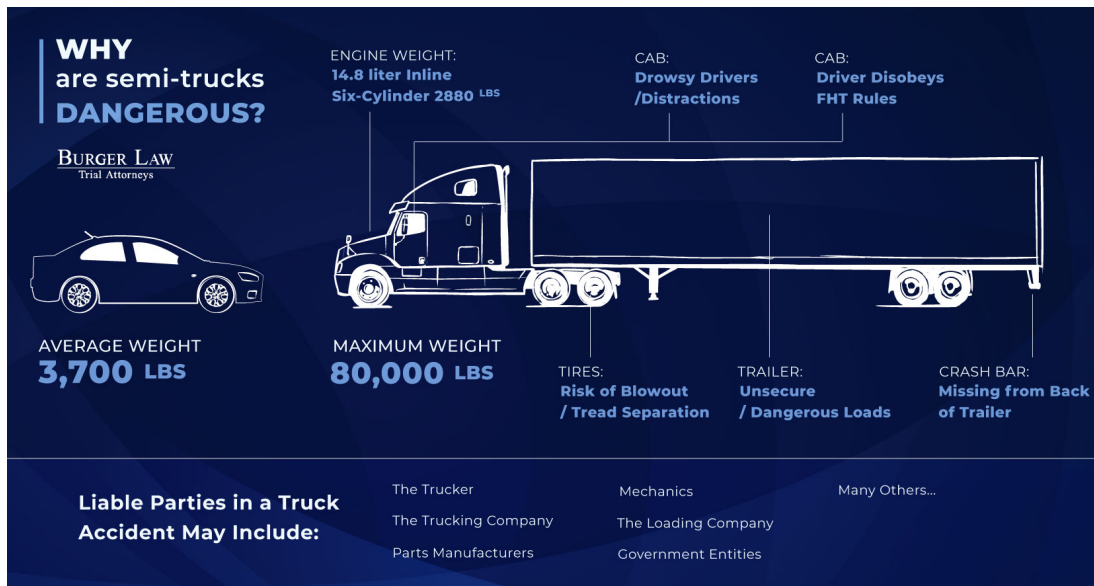 WHY
are semi-trucks
DANGEROUS?
BURGER LAW
Trial Attorneys
ENGINE WEIGHT:
14.8 liter Inline
Six-Cylinder 2880 LBS
CAB:
Drowsy Drivers
/Distractions
CAB:
Driver Disobeys
FHT Rules
AVERAGE WEIGHT
3,700 LBS
MAXIMUM WEIGHT
80,000 LBS
TIRES:
Risk of Blowout
/ Tread Separation
TRAILER:
Unsecure
/ Dangerous Loads
CRASH BAR:
Missing from Back
of Trailer
Liable Parties in a Truck
Accident May Include:
The Trucker
The Trucking Company
Parts Manufacturers
Mechanics
The Loading Company
Government Entities
Many Others...